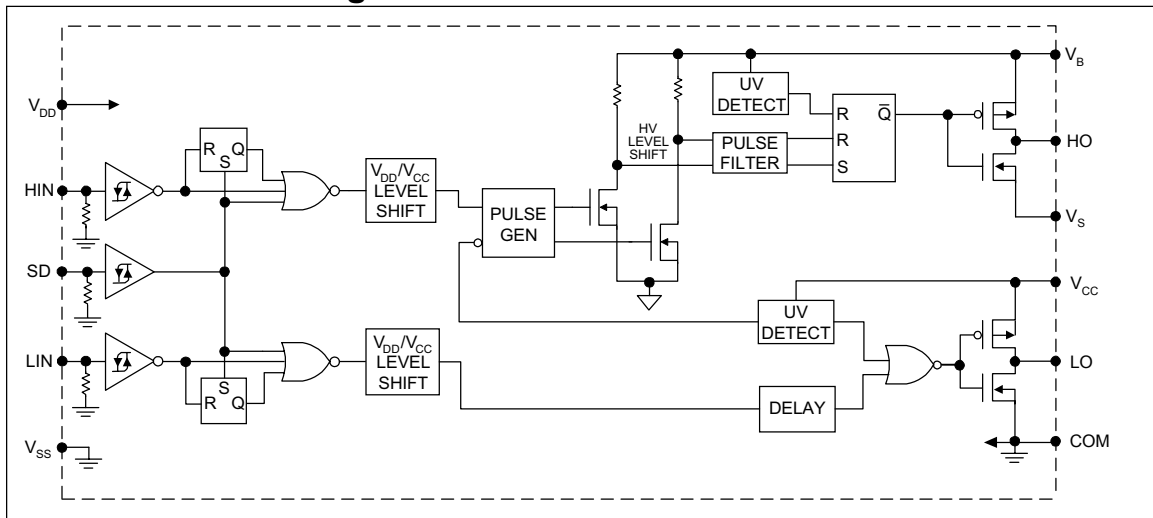 V_DD
HIN
SD
LIN
V_SS
R Q
S
S
R Q
V_DD/V_CC
LEVEL
SHIFT
V_DD/V_CC
LEVEL
SHIFT
PULSE
GEN
HV
LEVEL
SHIFT
UV
DETECT
PULSE
FILTER
R Q̅
R
S
UV
DETECT
DELAY
V_B
HO
V_S
V_CC
LO
COM